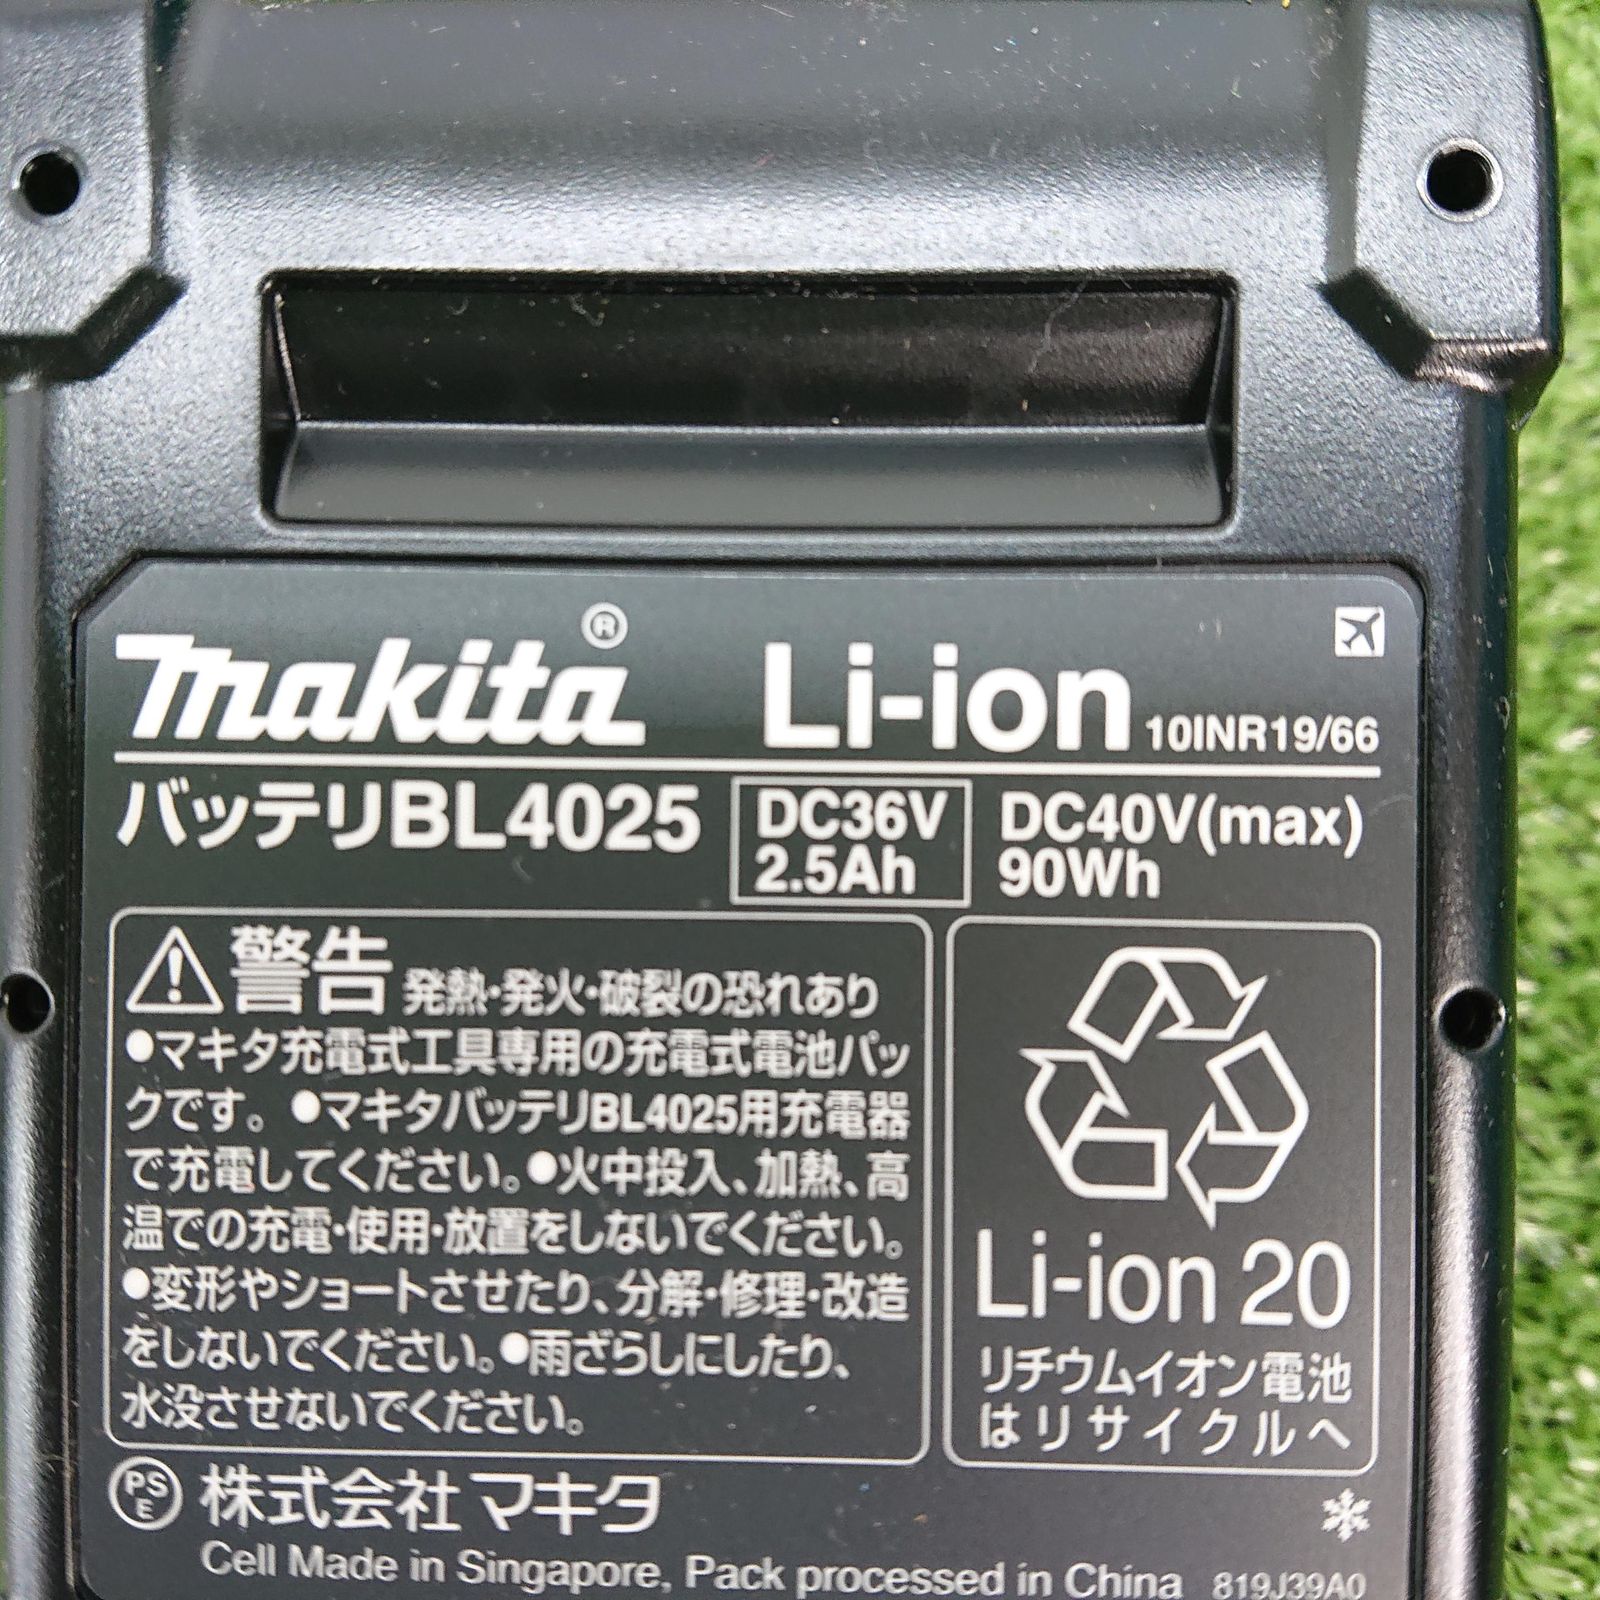 makita® Li-ion 10INR19/66
バッテリBL4025 DC36V DC40V(max)
2.5Ah 90Wh
警告 発熱・発火・破裂の恐れあり
●マキタ充電式工具専用の充電式電池パッ
クです。●マキタバッテリBL4025用充電器
で充電してください。●火中投入、加熱、高
温での充電・使用・放置をしないでください。
●変形やショートさせたり、分解・修理・改造
をしないでください。●雨ざらしにしたり、
水没させないでください。
Li-ion 20
リチウムイオン電池
はリサイクルへ
PS
E
株式会社マキタ
Cell Made in Singapore, Pack processed in China 819J39A0